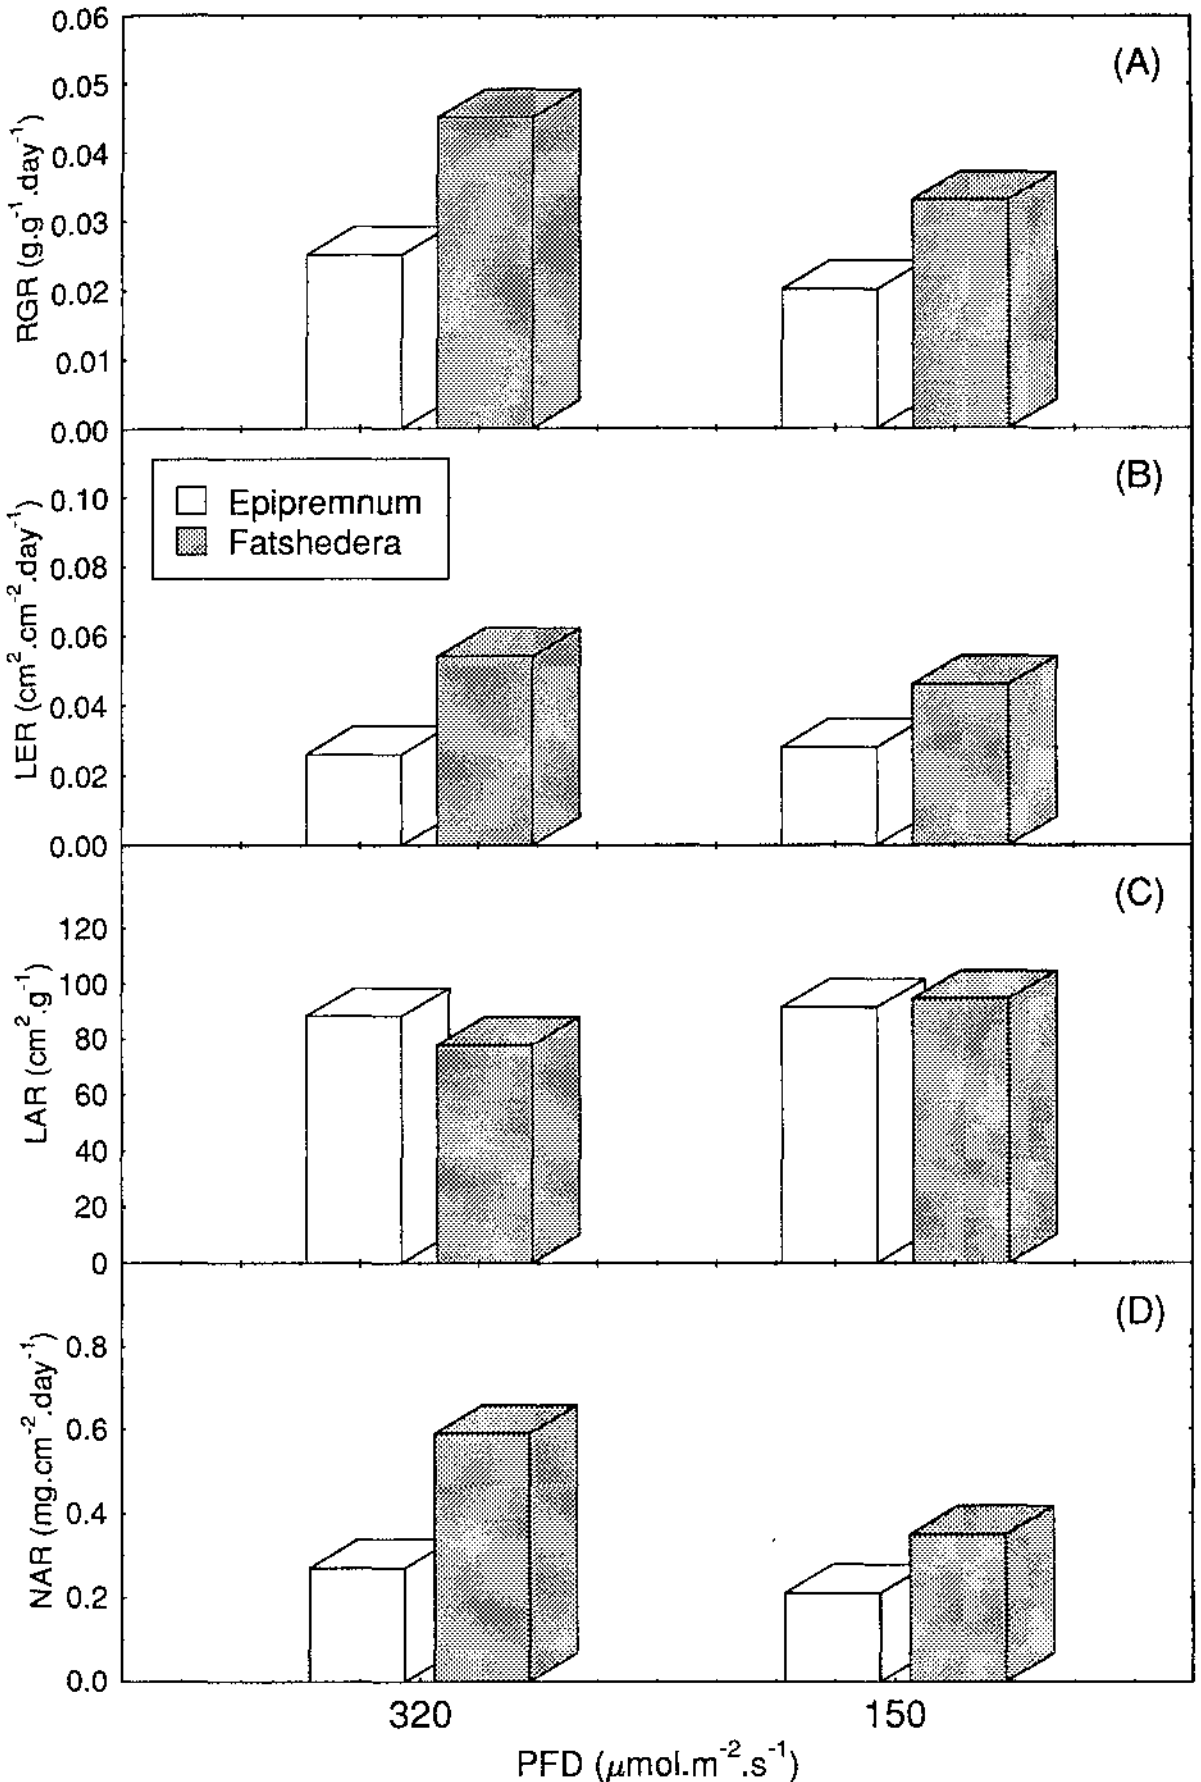 0.06
(A)
0.05
0.04
0.03
0.02
0.01
0.00
RGR (g.g⁻¹.day⁻¹)
(B)
Epipremnum
Fatshedera
0.10
0.08
0.06
0.04
0.02
0.00
LER (cm².cm⁻².day⁻¹)
(C)
120
100
80
60
40
20
0
LAR (cm².g⁻¹)
(D)
0.8
0.6
0.4
0.2
0.0
NAR (mg.cm⁻².day⁻¹)
320 150
PFD (μmol.m⁻².s⁻¹)